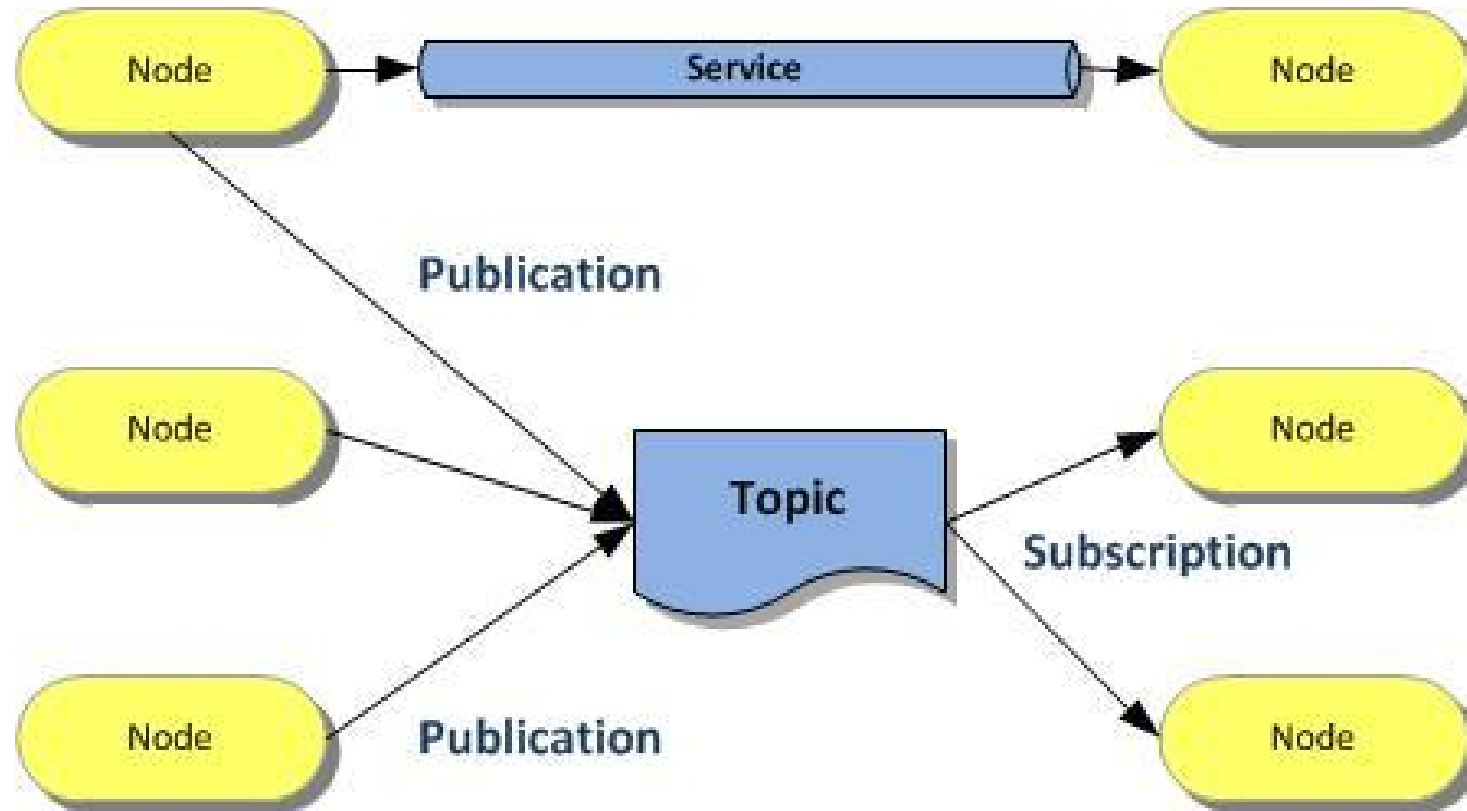 Node
Service
Node
Publication
Node
Topic
Node
Subscription
Node
Publication
Node